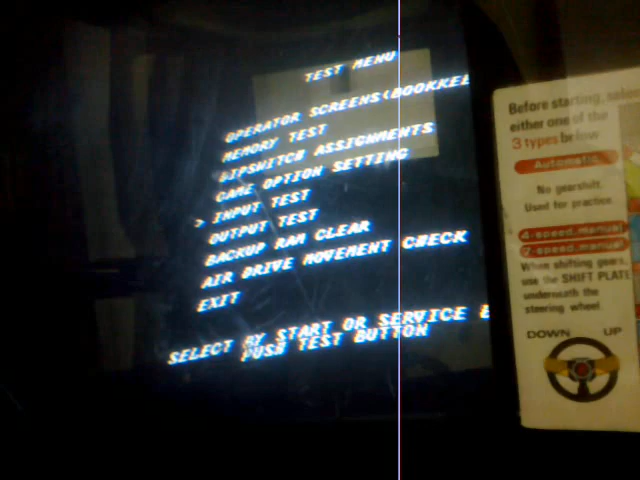 TEST MENU
OPERATOR SCREENS(BOOKKEE
MEMORY TEST
DIPSWITCH ASSIGNMENTS
GAME OPTION SETTING
> INPUT TEST
OUTPUT TEST
BACKUP RAM CLEAR
AIR DRIVE MOVEMENT CHECK
EXIT
SELECT BY START OR SERVICE
PUSH TEST BUTTON
Before starting, select
either one of the
3 types below
Automatic
No gearshift.
Used for practice.
4-speed manual
7-speed manual
When shifting gears,
use the SHIFT PLATE
underneath the
steering wheel.
DOWN UP